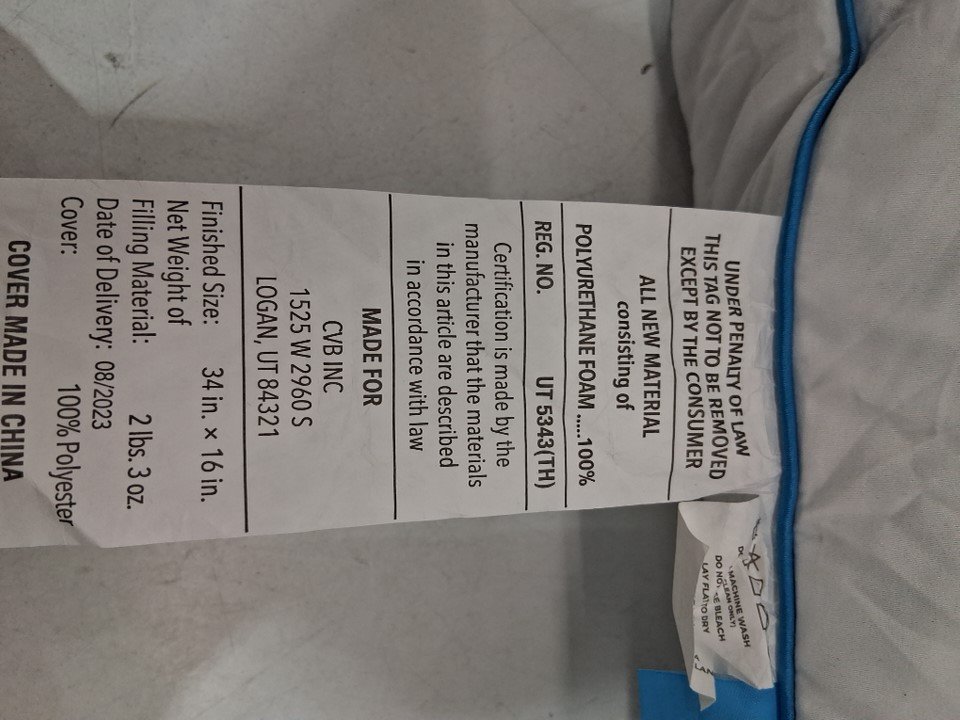 UNDER PENALTY OF LAW
THIS TAG NOT TO BE REMOVED
EXCEPT BY THE CONSUMER
ALL NEW MATERIAL
consisting of
POLYURETHANE FOAM .....100%
REG. NO. UT 5343(TH)
Certification is made by the
manufacturer that the materials
in this article are described
in accordance with law
MADE FOR
CVB INC
1525 W 2960 S
LOGAN, UT 84321
Finished Size: 34 in. × 16 in.
Net Weight of
Filling Material: 2 lbs. 3 oz.
Date of Delivery: 08/2023
Cover: 100% Polyester
COVER MADE IN CHINA
MACHINE WASH
CLEAN ONLY)
DO NO BLEACH
LAY FLAT TO DRY